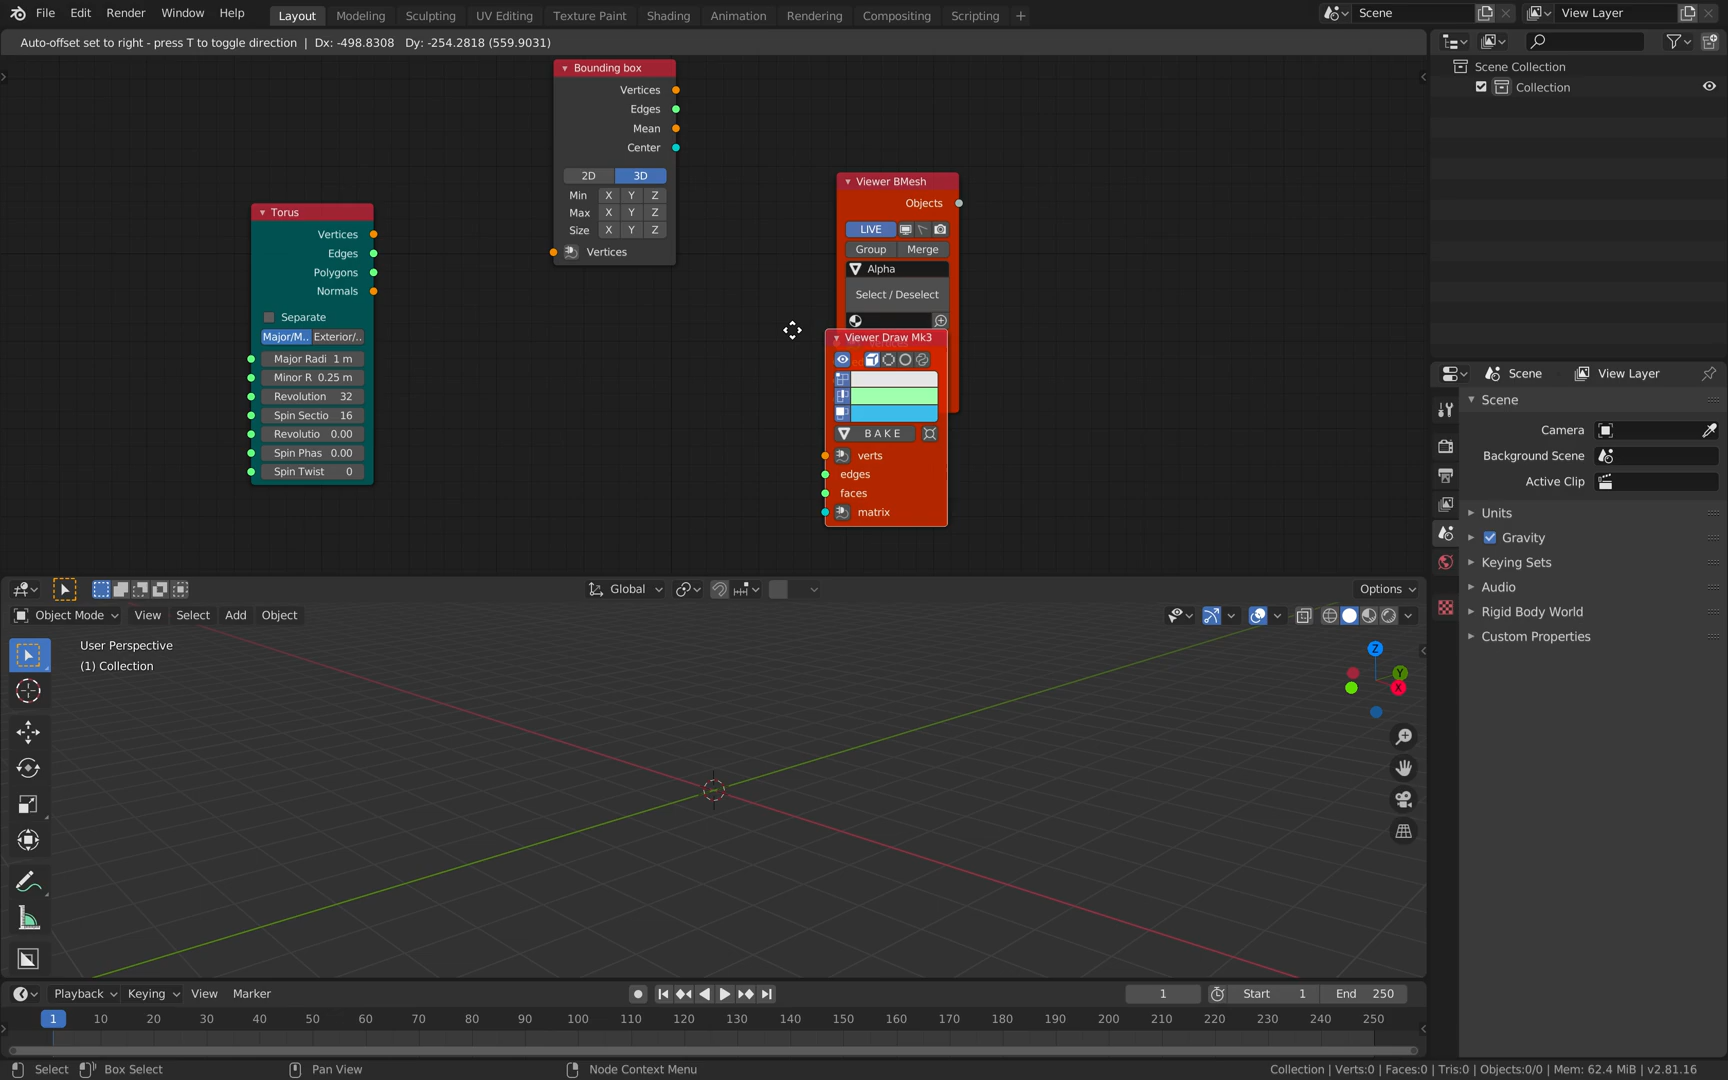 File Edit Render Window Help Layout Modeling Sculpting UV Editing Texture Paint Shading Animation Rendering Compositing Scripting + Scene View Layer
Auto-offset set to right - press T to toggle direction | Dx: -498.8308 Dy: -254.2818 (559.9031)
Scene Collection
Collection
Bounding box
Vertices
Edges
Mean
Center
2D 3D
Min X Y Z
Max X Y Z
Size X Y Z
Vertices
Torus
Vertices
Edges
Polygons
Normals
Separate
Major/M.. Exterior/..
Major Radi 1 m
Minor R 0.25 m
Revolution 32
Spin Sectio 16
Revolutio 0.00
Spin Phas 0.00
Spin Twist 0
Viewer BMesh
Objects
LIVE
Group Merge
Alpha
Select / Deselect
Viewer Draw Mk3
BAKE
verts
edges
faces
matrix
Scene View Layer
Scene
Camera
Background Scene
Active Clip
Units
Gravity
Keying Sets
Audio
Rigid Body World
Custom Properties
Global Options
Object Mode View Select Add Object
User Perspective
(1) Collection
Z
Y
X
Playback Keying View Marker 1 Start 1 End 250
1 10 20 30 40 50 60 70 80 90 100 110 120 130 140 150 160 170 180 190 200 210 220 230 240 250
Select Box Select Pan View Node Context Menu Collection | Verts:0 | Faces:0 | Tris:0 | Objects:0/0 | Mem: 62.4 MiB | v2.81.16